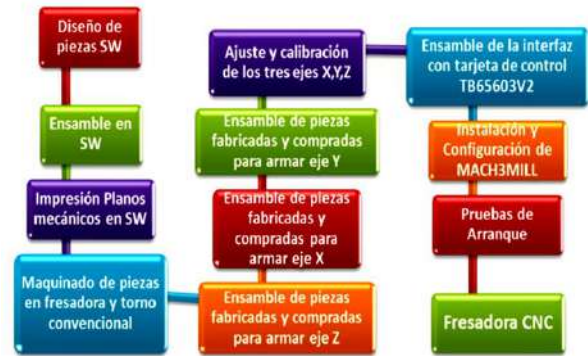 Diseño de
piezas SW
Ensamble en
SW
Impresión Planos
mecánicos en SW
Maquinado de piezas
en fresadora y torno
convencional
Ensamble de piezas
fabricadas y compradas
para armar eje Z
Ensamble de piezas
fabricadas y
compradas para
armar eje X
Ensamble de piezas
fabricadas y compradas
para armar eje Y
Ajuste y calibración
de los tres ejes X,Y,Z
Ensamble de la interfaz
con tarjeta de control
TB65603V2
Instalación y
Configuración de
MACH3MILL
Pruebas de
Arranque
Fresadora CNC